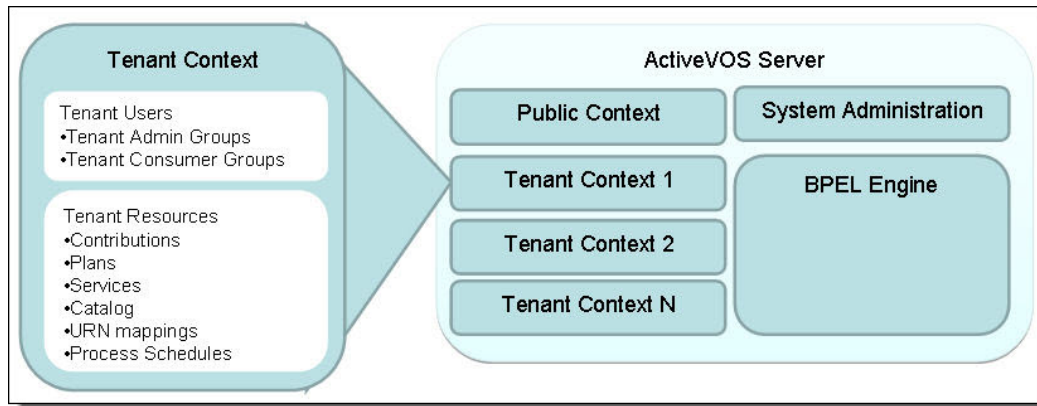 Tenant Context
Tenant Users
•Tenant Admin Groups
•Tenant Consumer Groups
Tenant Resources
•Contributions
•Plans
•Services
•Catalog
•URN mappings
•Process Schedules
ActiveVOS Server
Public Context
System Administration
Tenant Context 1
BPEL Engine
Tenant Context 2
Tenant Context N